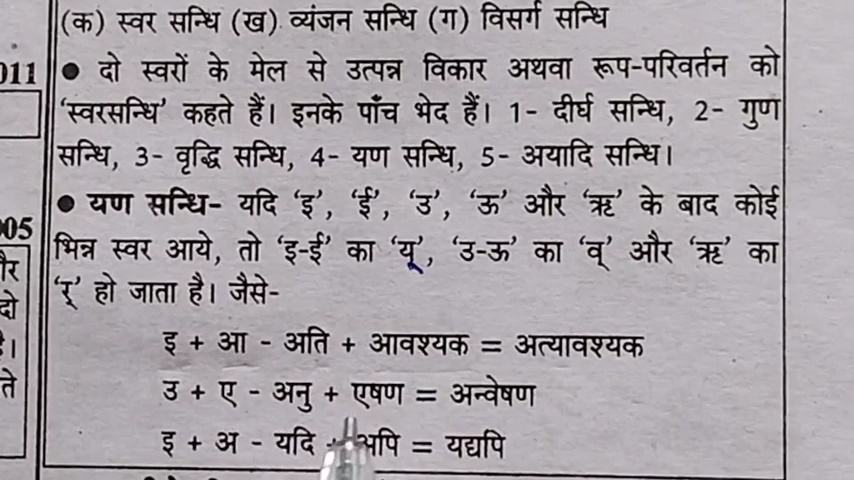 (क) स्वर सन्धि (ख) व्यंजन सन्धि (ग) विसर्ग सन्धि
011
● दो स्वरों के मेल से उत्पन्न विकार अथवा रूप-परिवर्तन को
'स्वरसन्धि' कहते हैं। इनके पाँच भेद हैं। 1- दीर्घ सन्धि, 2- गुण
सन्धि, 3- वृद्धि सन्धि, 4- यण सन्धि, 5- अयादि सन्धि।
● यण सन्धि- यदि 'इ', 'ई', 'उ', 'ऊ' और 'ऋ' के बाद कोई
05
भिन्न स्वर आये, तो 'इ-ई' का 'य्', 'उ-ऊ' का 'व्' और 'ऋ' का
'र्' हो जाता है। जैसे-
इ + आ - अति + आवश्यक = अत्यावश्यक
उ + ए - अनु + एषण = अन्वेषण
इ + अ - यदि + अपि = यद्यपि